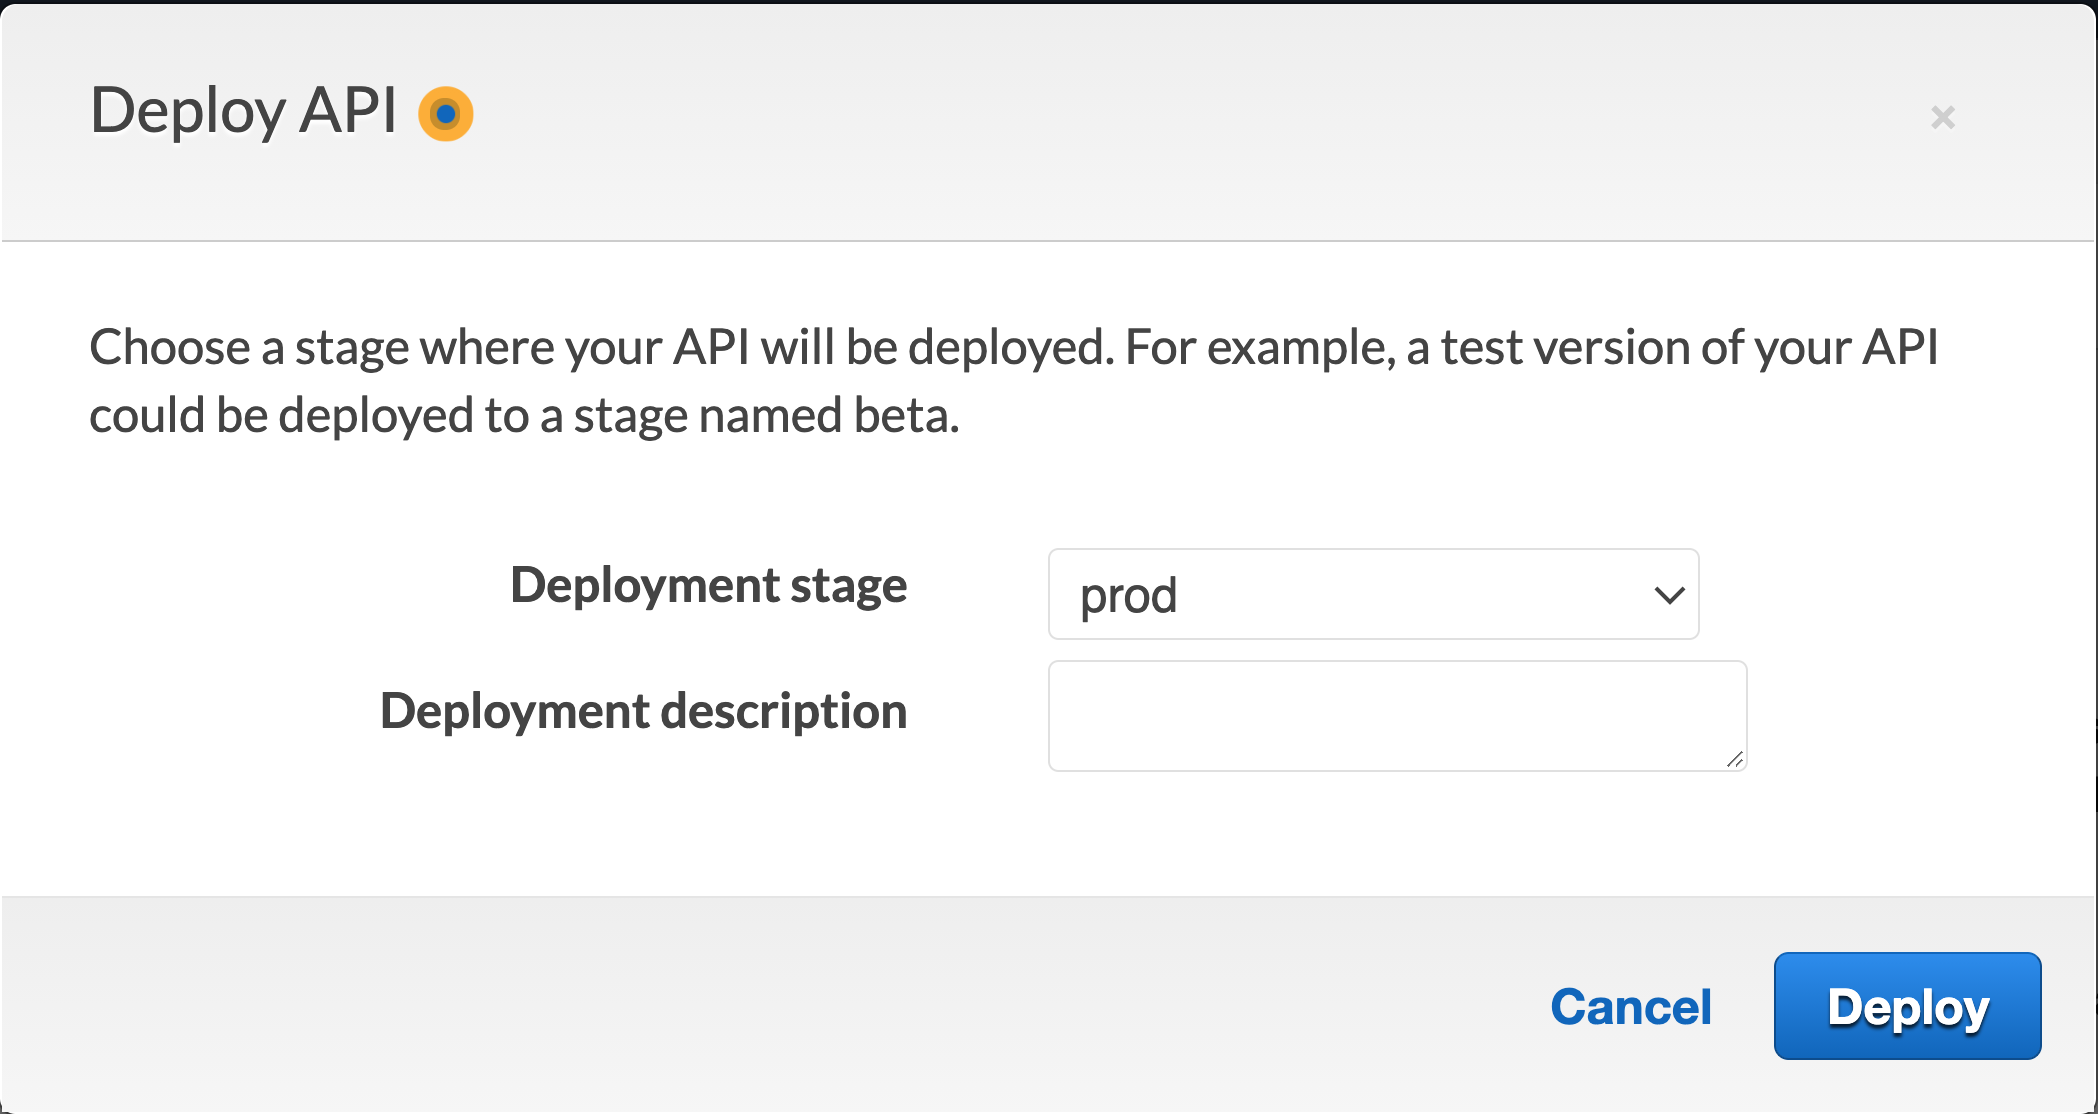 Deploy API
×
Choose a stage where your API will be deployed. For example, a test version of your API
could be deployed to a stage named beta.
Deployment stage
prod
Deployment description
Cancel
Deploy